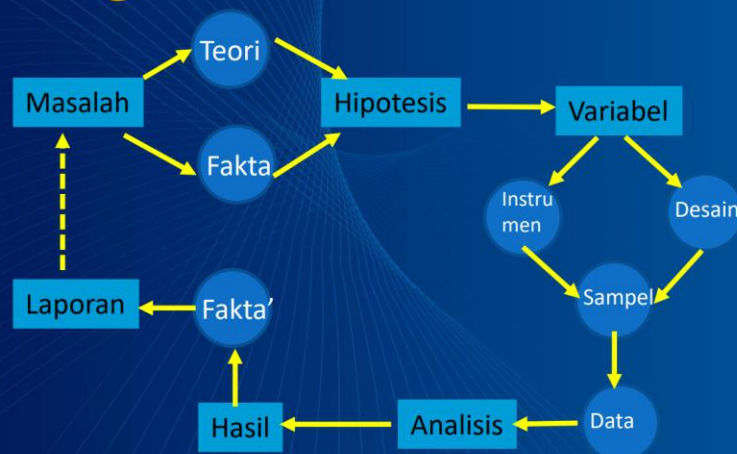 Teori
Masalah
Hipotesis
Variabel
Fakta
Instru
men
Desain
Laporan
Fakta’
Sampel
Hasil
Analisis
Data